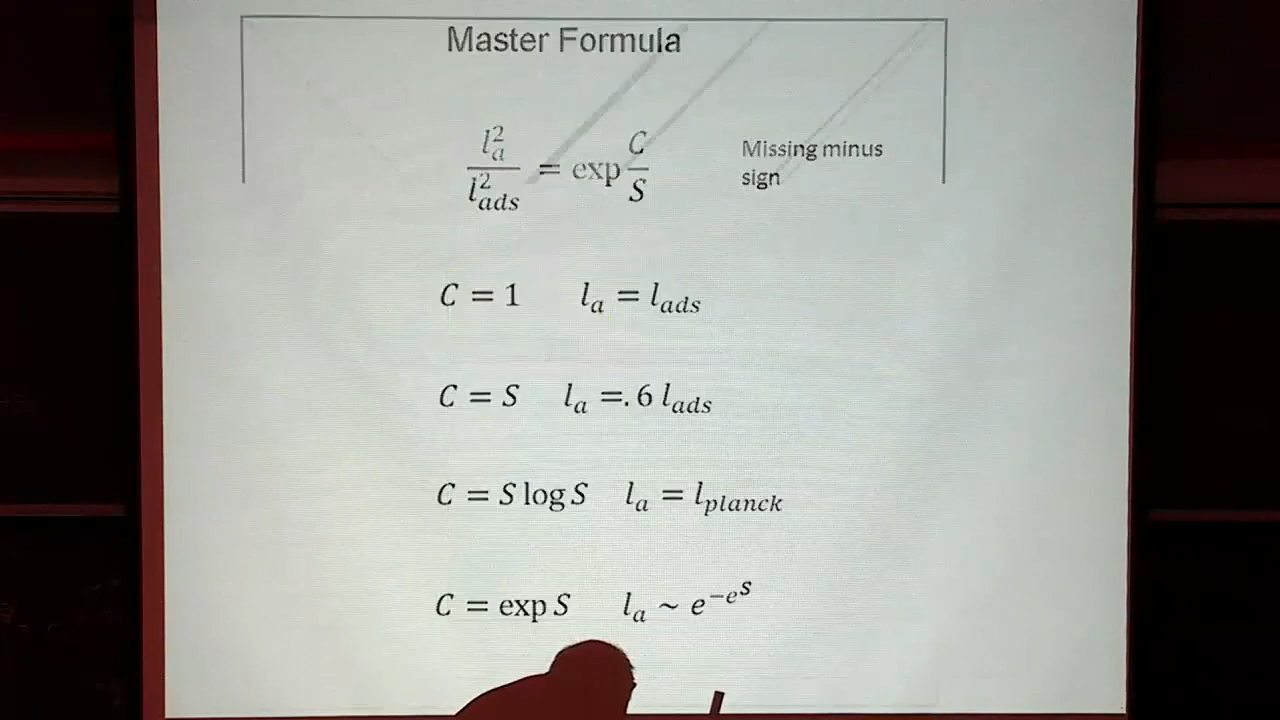 Master Formula
l_a^2 / l_ads^2 = exp C/S
Missing minus
sign
C = 1 l_a = l_ads
C = S l_a =. 6 l_ads
C = S log S l_a = l_planck
C = exp S l_a ~ e^{-e^S}